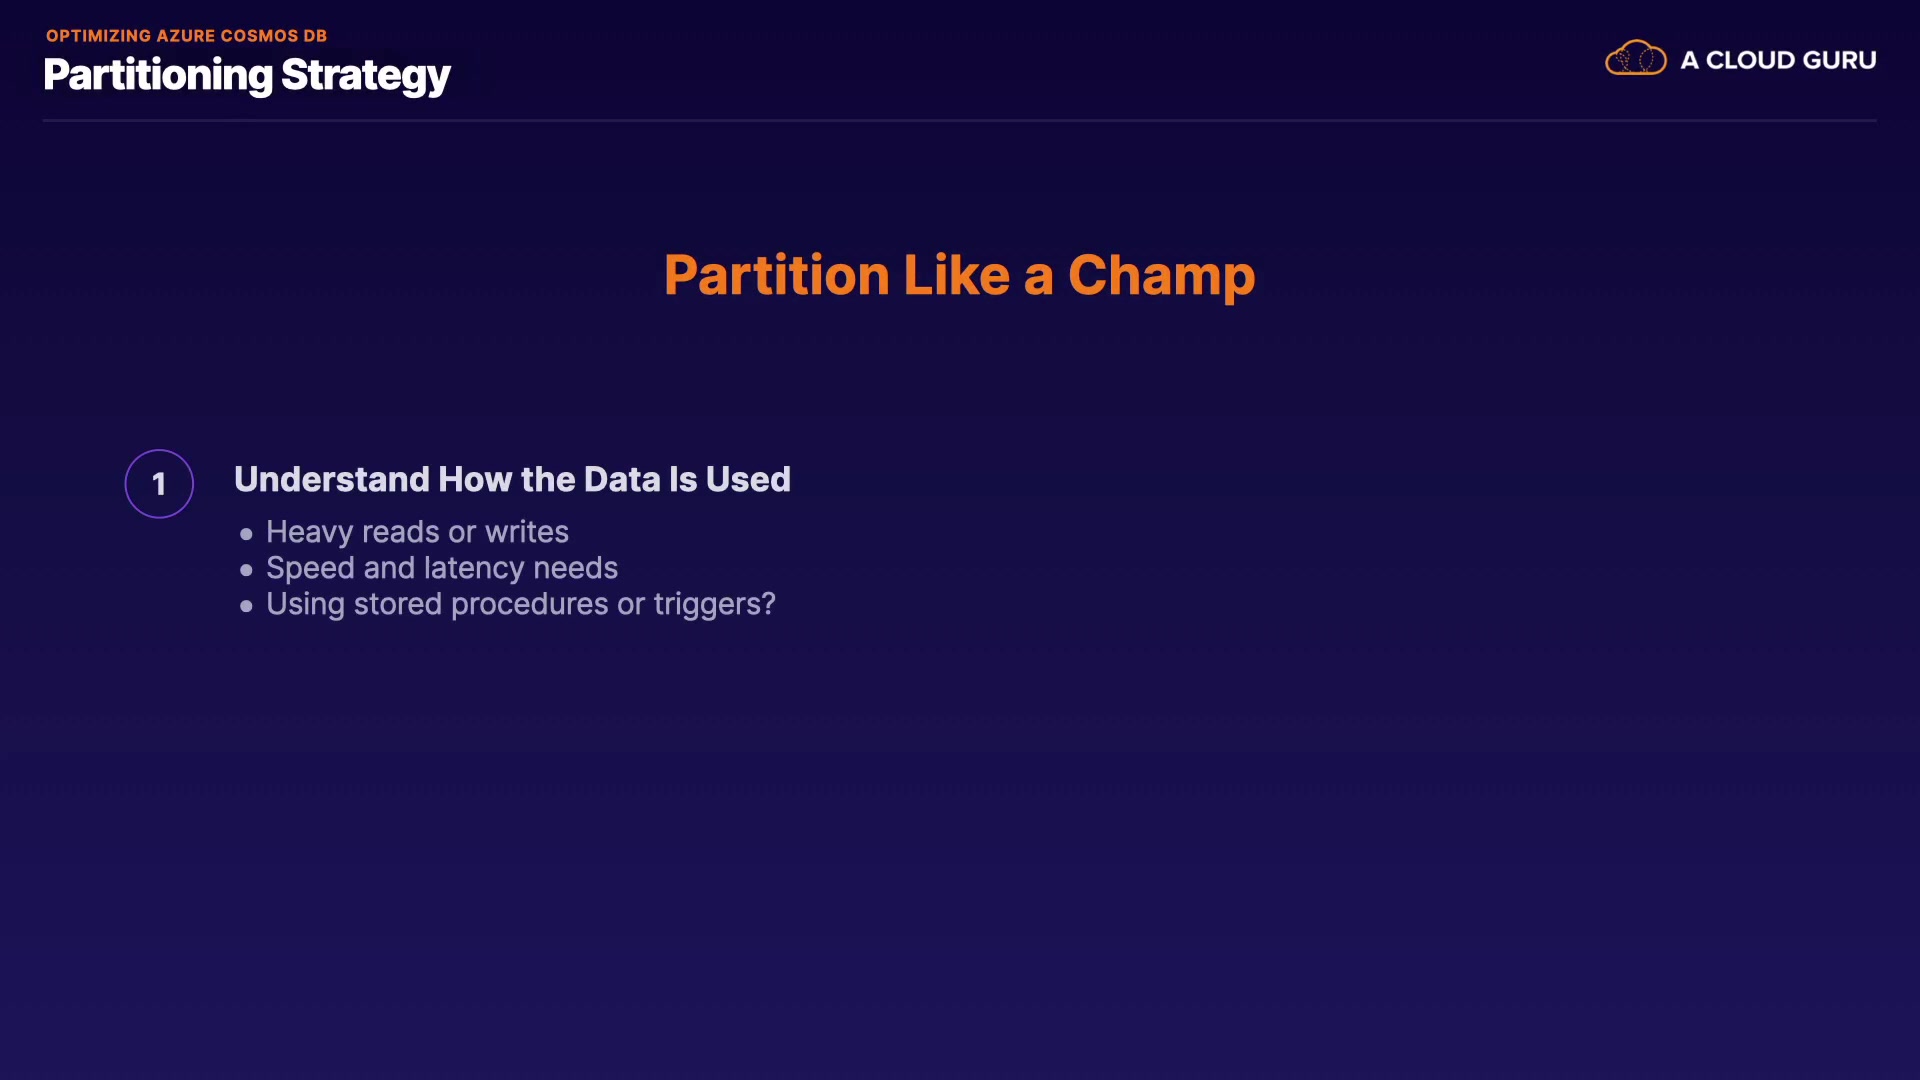 OPTIMIZING AZURE COSMOS DB
Partitioning Strategy
A CLOUD GURU
Partition Like a Champ
1
Understand How the Data Is Used
● Heavy reads or writes
● Speed and latency needs
● Using stored procedures or triggers?